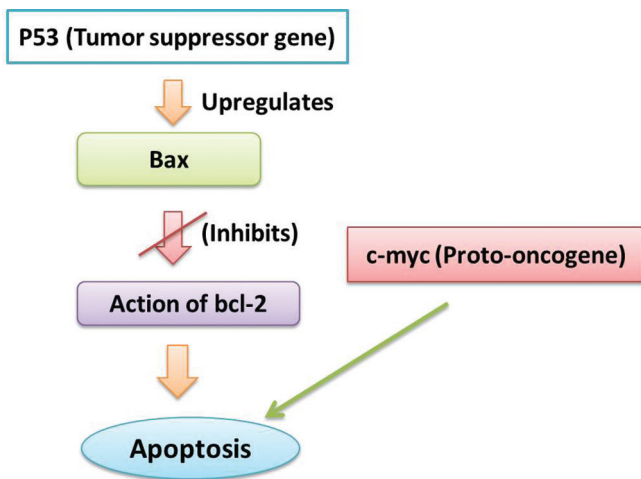 P53 (Tumor suppressor gene)
Upregulates
Bax
(Inhibits)
c-myc (Proto-oncogene)
Action of bcl-2
Apoptosis